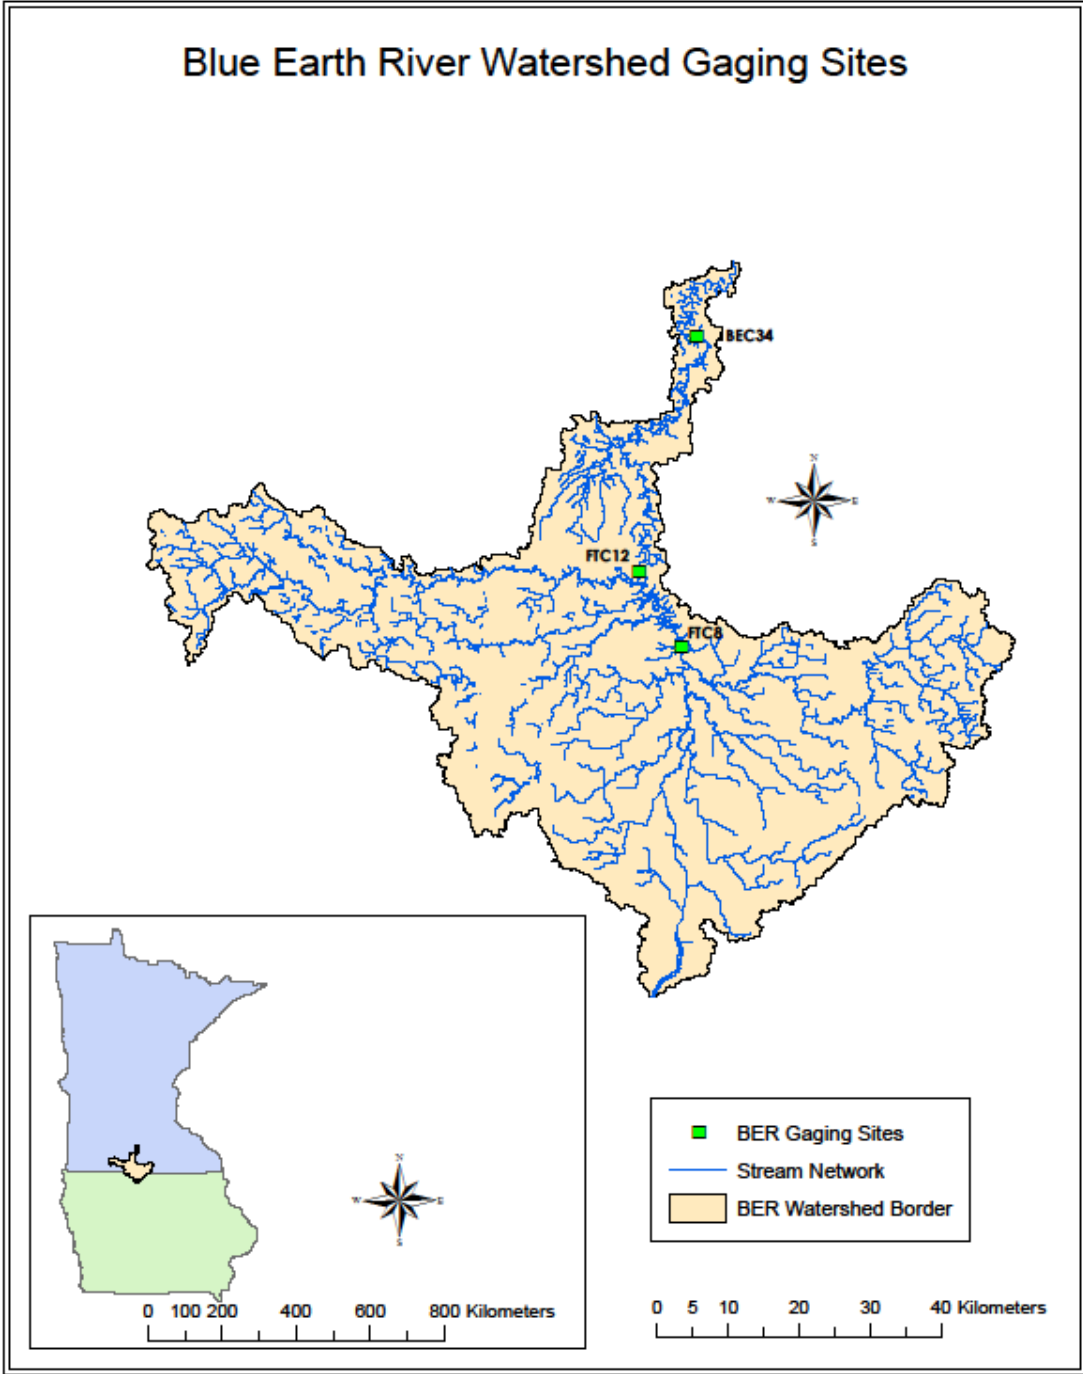 Blue Earth River Watershed Gaging Sites
BEC34
N
W E
S
FTC12
FTC8
N
W E
S
0 100 200 400 600 800 Kilometers
BER Gaging Sites
Stream Network
BER Watershed Border
0 5 10 20 30 40 Kilometers